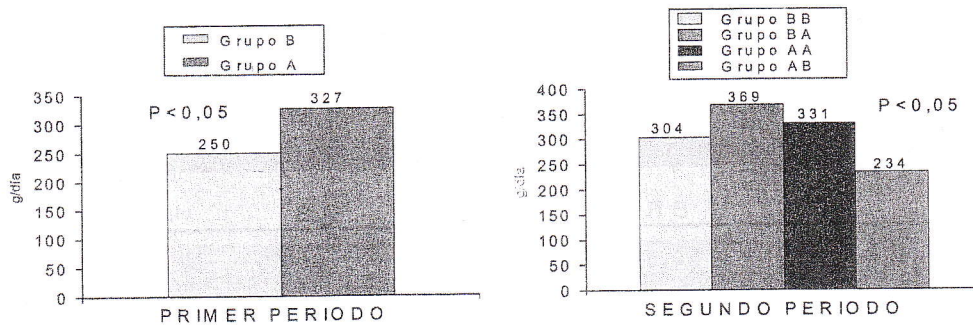 Grupo B
Grupo A
P<0,05
350
300
250
200
150
100
50
0
g/día
250
327
PRIMER PERIODO
Grupo BB
Grupo BA
Grupo AA
Grupo AB
P<0,05
400
350
300
250
200
150
100
50
0
g/día
304
369
331
234
SEGUNDO PERIODO